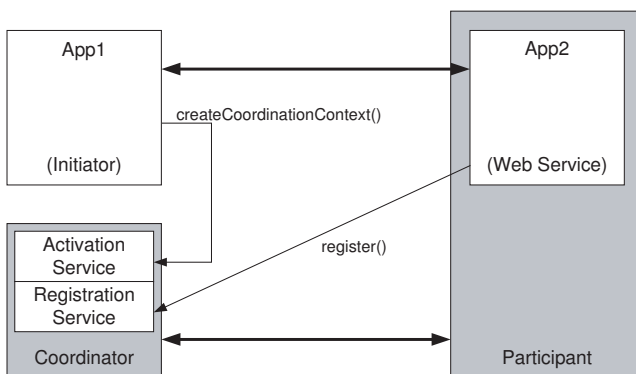 App1
App2
createCoordinationContext()
(Initiator)
(Web Service)
Activation
Service
register()
Registration
Service
Coordinator
Participant